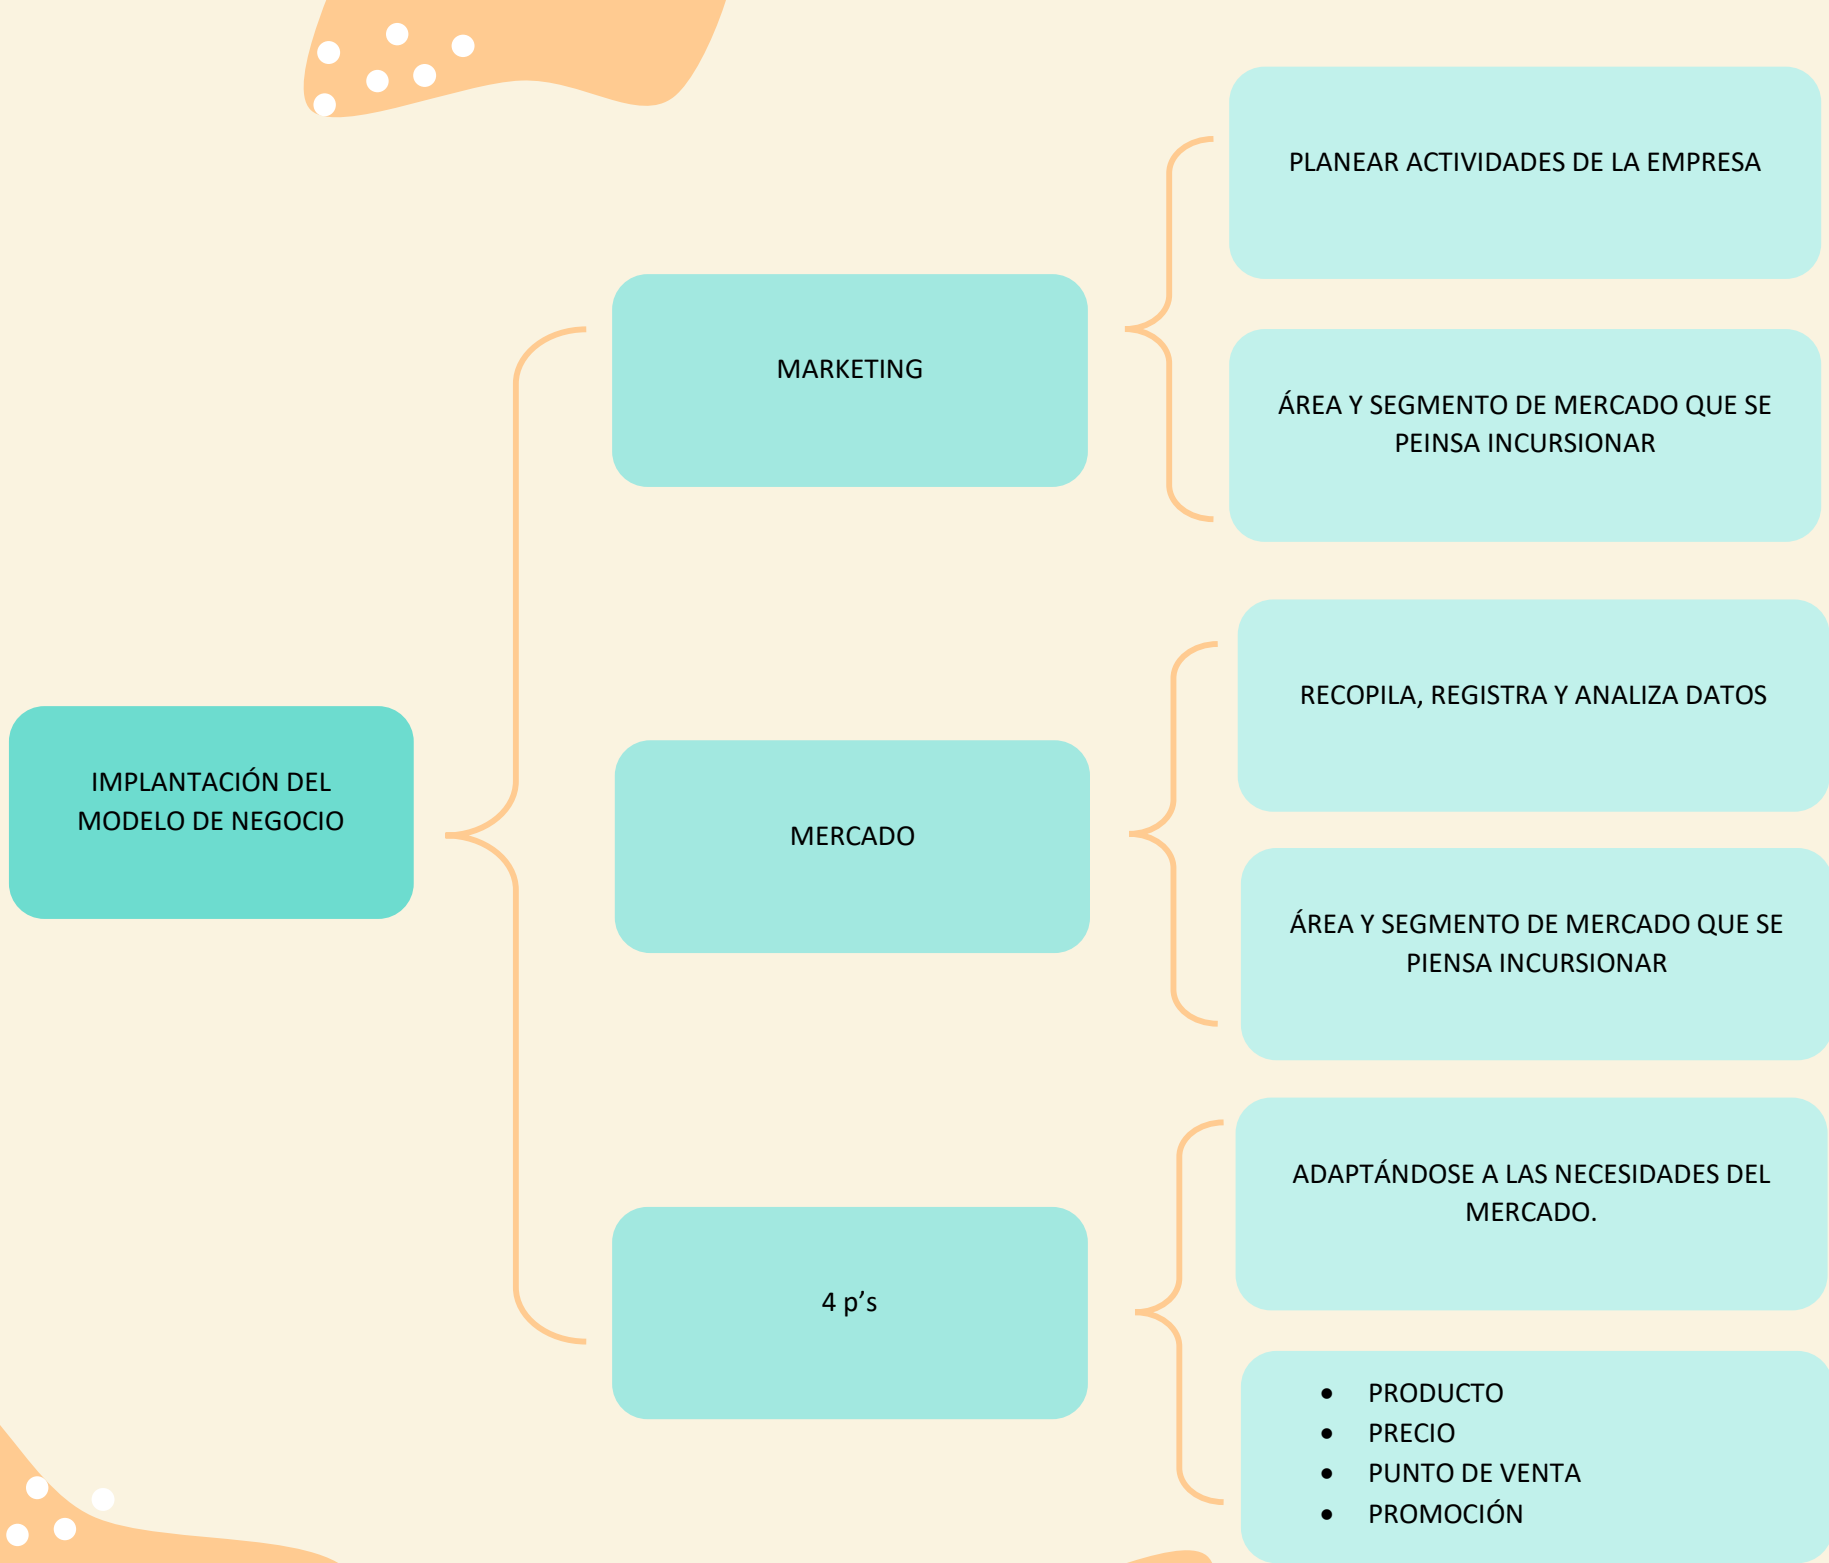 IMPLANTACIÓN DEL
MODELO DE NEGOCIO
MARKETING
PLANEAR ACTIVIDADES DE LA EMPRESA
ÁREA Y SEGMENTO DE MERCADO QUE SE
PEINSA INCURSIONAR
MERCADO
RECOPILA, REGISTRA Y ANALIZA DATOS
ÁREA Y SEGMENTO DE MERCADO QUE SE
PIENSA INCURSIONAR
4 p’s
ADAPTÁNDOSE A LAS NECESIDADES DEL
MERCADO.
• PRODUCTO
• PRECIO
• PUNTO DE VENTA
• PROMOCIÓN